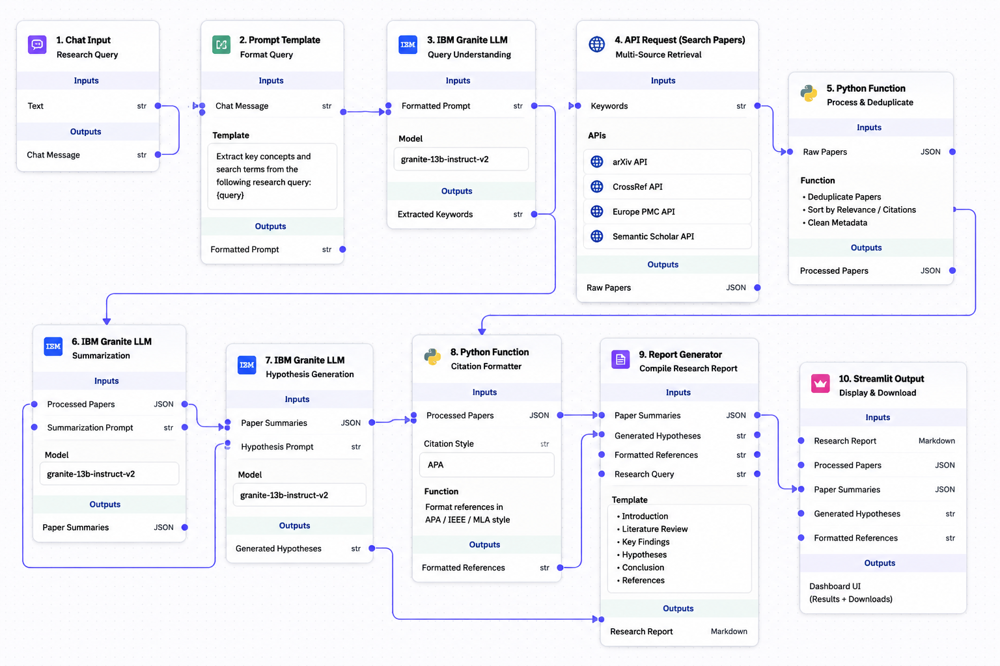 1. Chat Input
Research Query
Inputs
Text str
Outputs
Chat Message str
2. Prompt Template
Format Query
Inputs
Chat Message str
Template
Extract key concepts and
search terms from the
following research query:
{query}
Outputs
Formatted Prompt str
IBM
3. IBM Granite LLM
Query Understanding
Inputs
Formatted Prompt str
Model
granite-13b-instruct-v2
Outputs
Extracted Keywords str
4. API Request (Search Papers)
Multi-Source Retrieval
Inputs
Keywords str
APIs
arXiv API
CrossRef API
Europe PMC API
Semantic Scholar API
Outputs
Raw Papers JSON
5. Python Function
Process & Deduplicate
Inputs
Raw Papers JSON
Function
• Deduplicate Papers
• Sort by Relevance / Citations
• Clean Metadata
Outputs
Processed Papers JSON
IBM
6. IBM Granite LLM
Summarization
Inputs
Processed Papers JSON
Summarization Prompt str
Model
granite-13b-instruct-v2
Outputs
Paper Summaries JSON
IBM
7. IBM Granite LLM
Hypothesis Generation
Inputs
Paper Summaries JSON
Hypothesis Prompt str
Model
granite-13b-instruct-v2
Outputs
Generated Hypotheses str
8. Python Function
Citation Formatter
Inputs
Processed Papers JSON
Citation Style str
APA
Function
Format references in
APA / IEEE / MLA style
Outputs
Formatted References str
9. Report Generator
Compile Research Report
Inputs
Paper Summaries JSON
Generated Hypotheses str
Formatted References str
Research Query str
Template
• Introduction
• Literature Review
• Key Findings
• Hypotheses
• Conclusion
• References
Outputs
Research Report Markdown
10. Streamlit Output
Display & Download
Inputs
Research Report Markdown
Processed Papers JSON
Paper Summaries JSON
Generated Hypotheses str
Formatted References str
Outputs
Dashboard UI
(Results + Downloads)